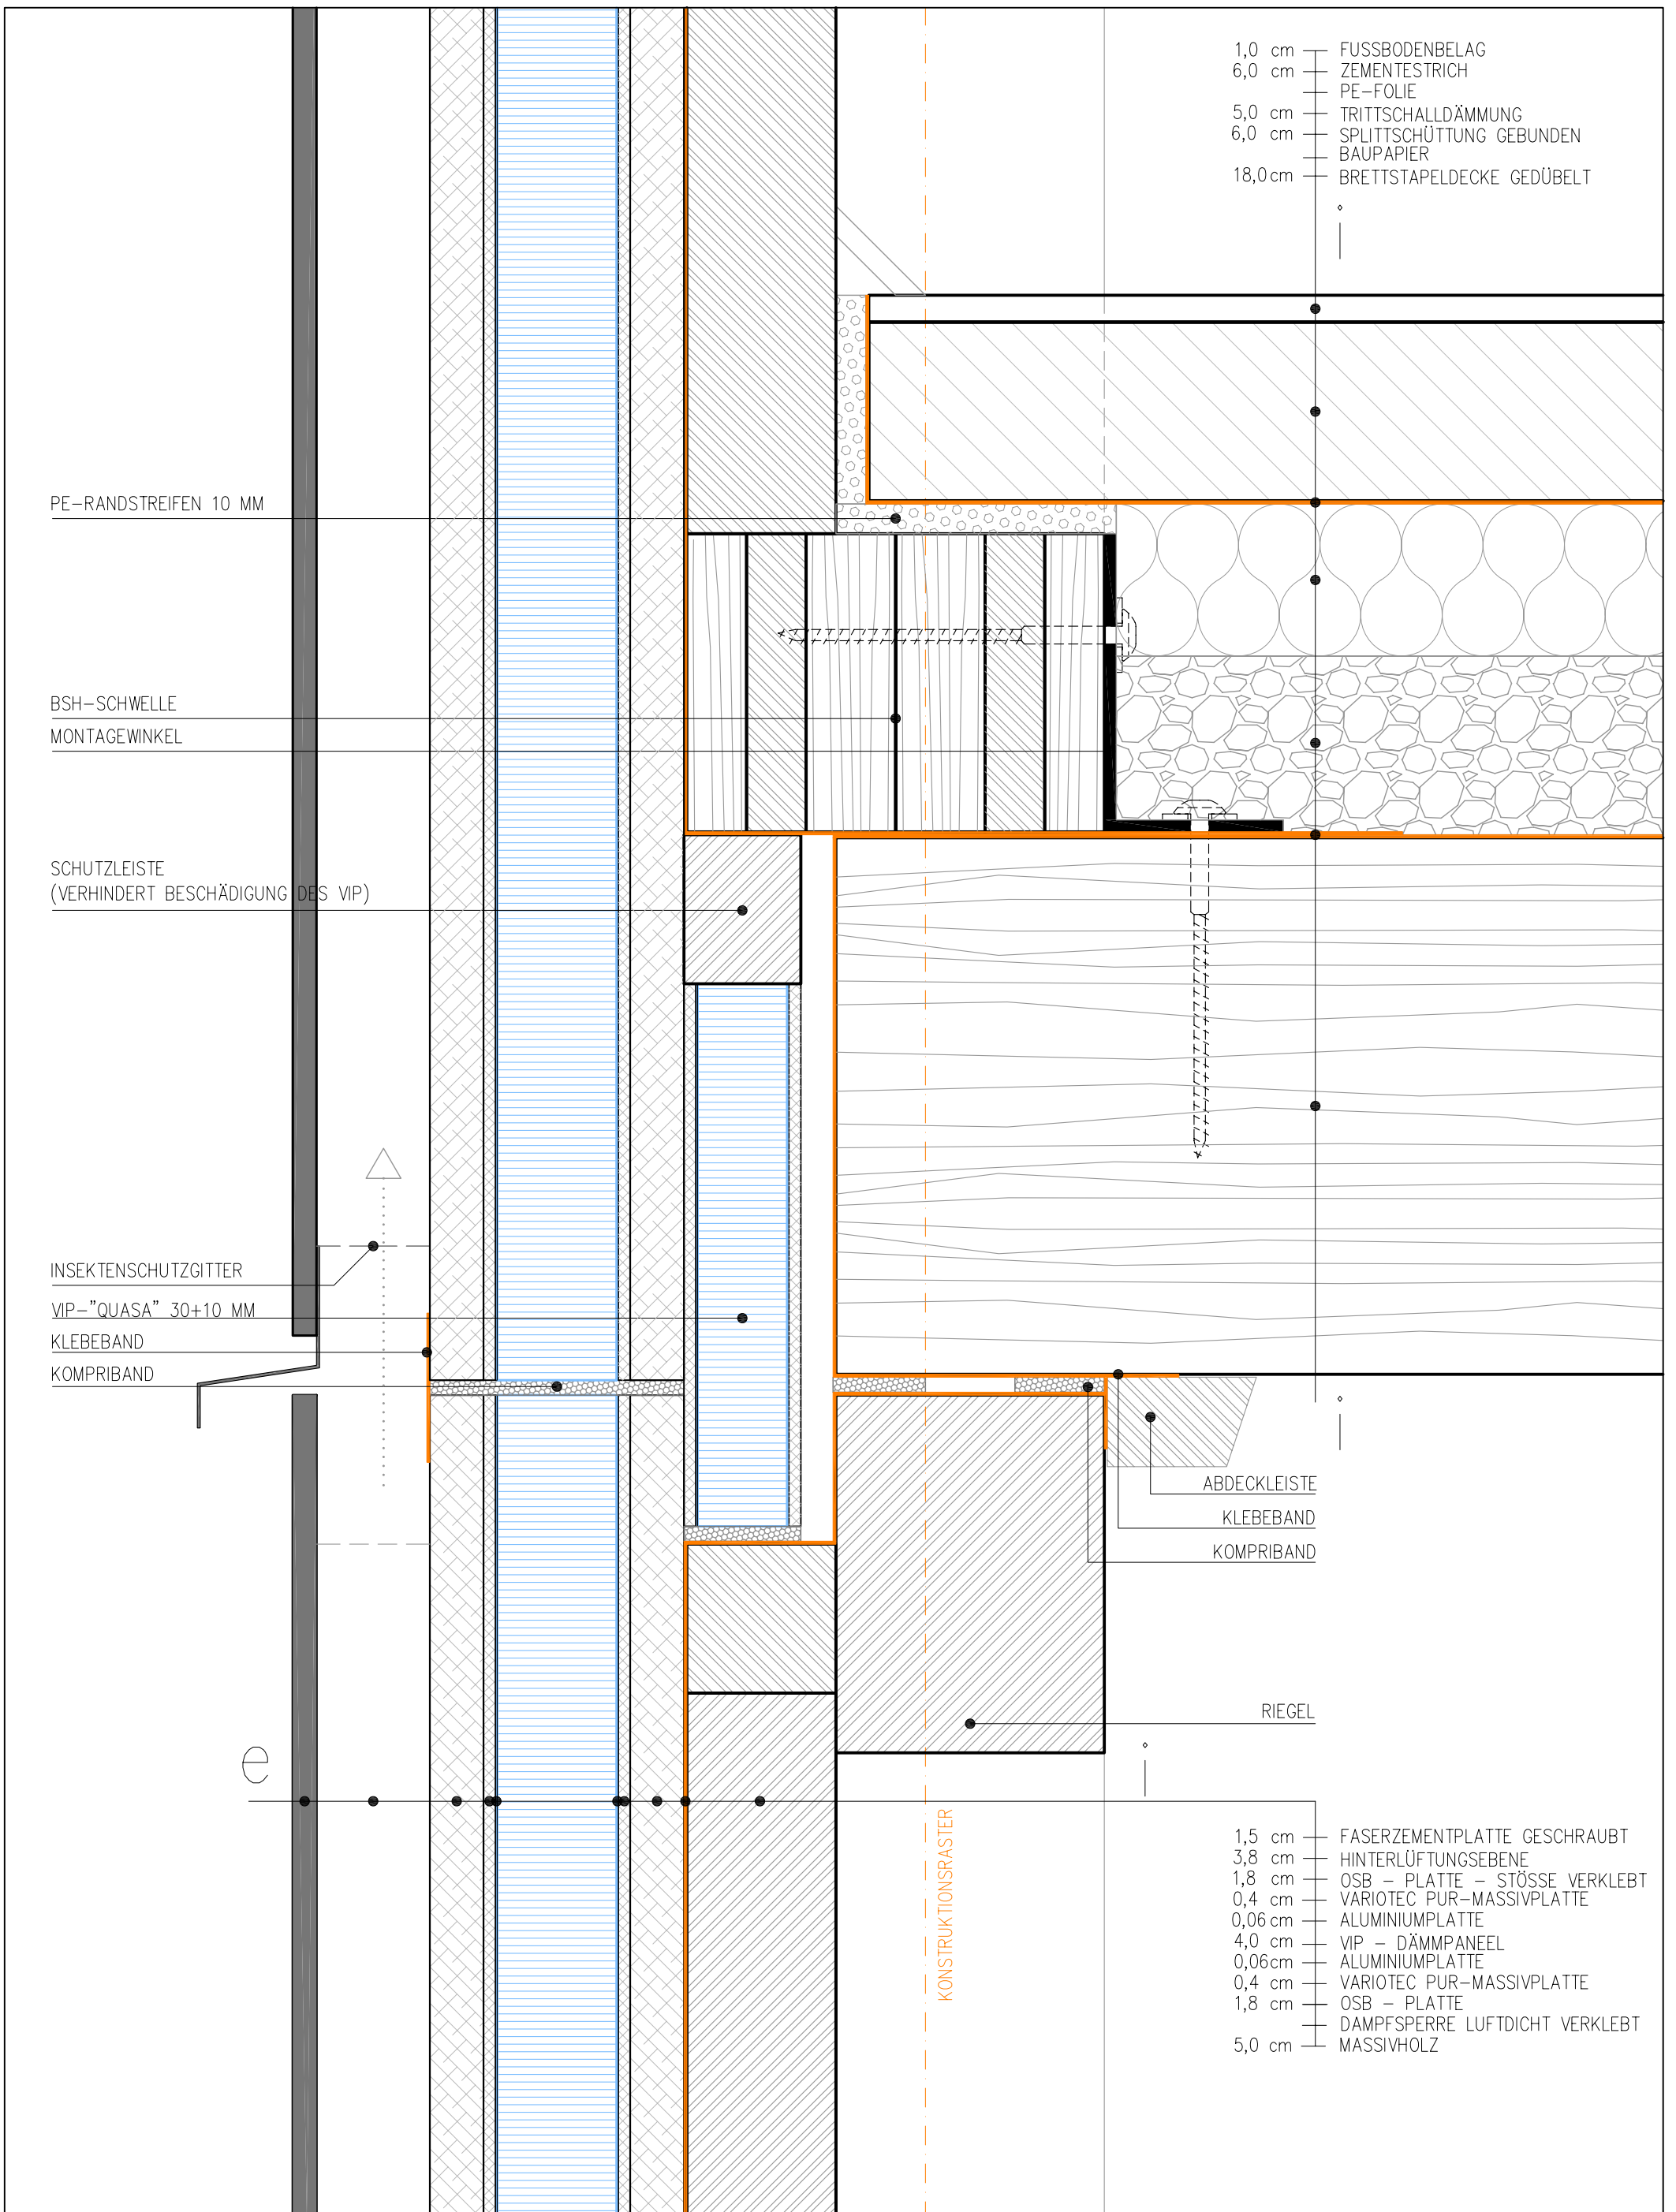 1,0 cm FUSSBODENBELAG
6,0 cm ZEMENTESTRICH
PE-FOLIE
5,0 cm TRITTSCHALLDÄMMUNG
6,0 cm SPLITTSCHÜTTUNG GEBUNDEN
BAUPAPIER
18,0cm BRETTSTAPELDECKE GEDÜBELT
PE-RANDSTREIFEN 10 MM
BSH-SCHWELLE
MONTAGEWINKEL
SCHUTZLEISTE
(VERHINDERT BESCHÄDIGUNG DES VIP)
INSEKTENSCHUTZGITTER
VIP-"QUASA" 30+10 MM
KLEBEBAND
KOMPRIBAND
ABDECKLEISTE
KLEBEBAND
KOMPRIBAND
RIEGEL
e
KONSTRUKTIONSRASTER
1,5 cm FASERZEMENTPLATTE GESCHRAUBT
3,8 cm HINTERLÜFTUNGSEBENE
1,8 cm OSB - PLATTE - STÖSSE VERKLEBT
0,4 cm VARIOTEC PUR-MASSIVPLATTE
0,06cm ALUMINIUMPLATTE
4,0 cm VIP - DÄMMPANEEL
0,06cm ALUMINIUMPLATTE
0,4 cm VARIOTEC PUR-MASSIVPLATTE
1,8 cm OSB - PLATTE
DAMPFSPERRE LUFTDICHT VERKLEBT
5,0 cm MASSIVHOLZ